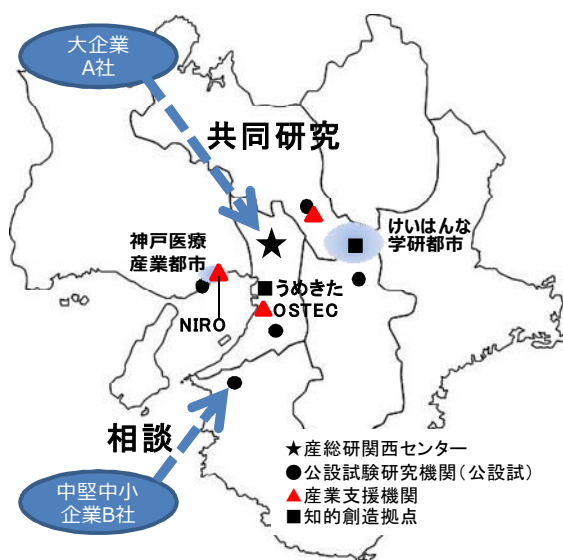 大企業
A社
共同研究
神戸医療
産業都市
けいはんな
学研都市
うめきた
OSTEC
NIRO
相談
中堅中小
企業B社
★産総研関西センター
●公設試験研究機関(公設試)
▲産業支援機関
■知的創造拠点